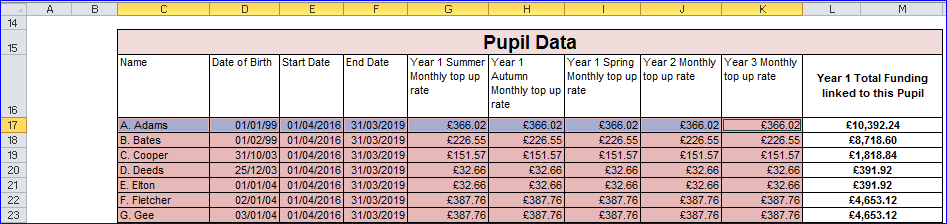 A B C D E F G H I J K L M
14
15 Pupil Data
16 Name Date of Birth Start Date End Date Year 1 Summer Monthly top up rate Year 1 Autumn Monthly top up rate Year 1 Spring Monthly top up rate Year 2 Monthly top up rate Year 3 Monthly top up rate Year 1 Total Funding linked to this Pupil
17 A. Adams 01/01/99 01/04/2016 31/03/2019 £366.02 £366.02 £366.02 £366.02 £366.02 £10,392.24
18 B. Bates 01/02/99 01/04/2016 31/03/2019 £226.55 £226.55 £226.55 £226.55 £226.55 £8,718.60
19 C. Cooper 31/10/03 01/04/2016 31/03/2019 £151.57 £151.57 £151.57 £151.57 £151.57 £1,818.84
20 D. Deeds 25/12/03 01/04/2016 31/03/2019 £32.66 £32.66 £32.66 £32.66 £32.66 £391.92
21 E. Elton 01/01/04 01/04/2016 31/03/2019 £32.66 £32.66 £32.66 £32.66 £32.66 £391.92
22 F. Fletcher 02/01/04 01/04/2016 31/03/2019 £387.76 £387.76 £387.76 £387.76 £387.76 £4,653.12
23 G. Gee 03/01/04 01/04/2016 31/03/2019 £387.76 £387.76 £387.76 £387.76 £387.76 £4,653.12